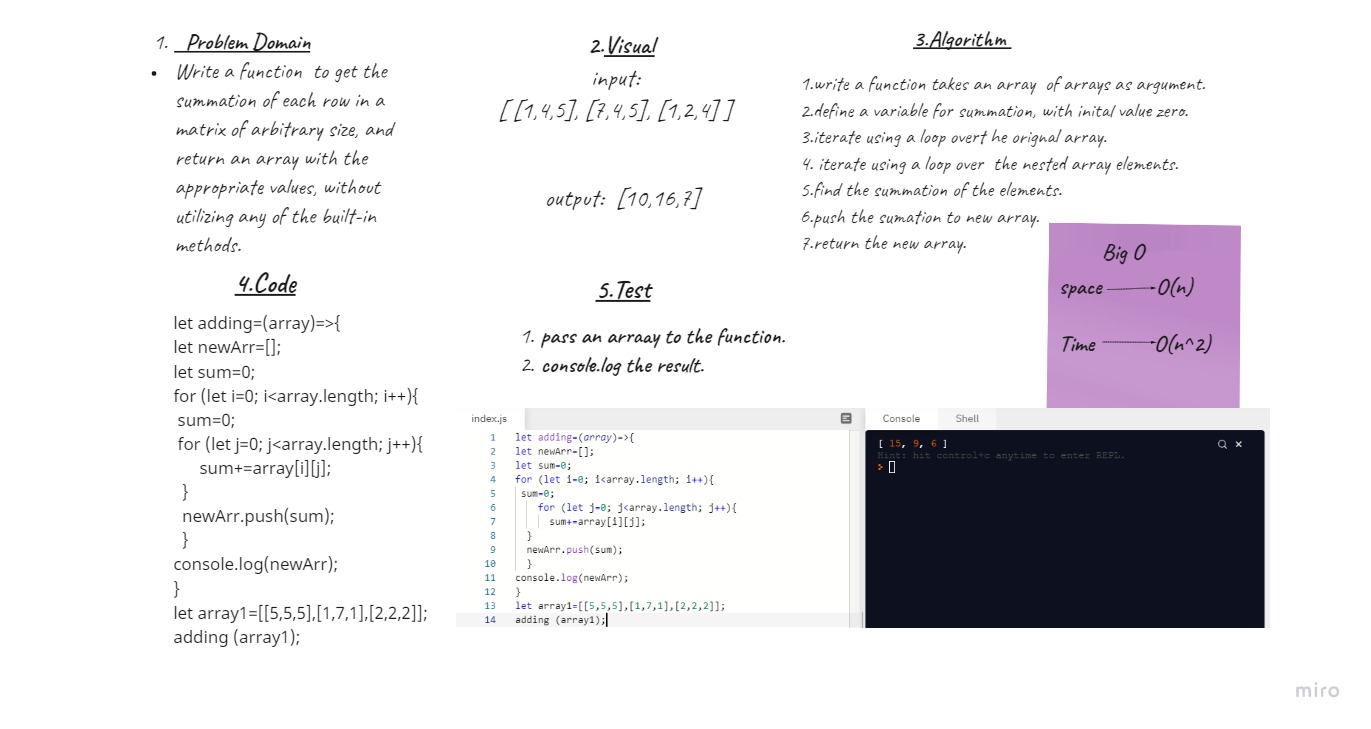 1. Problem Domain
• Write a function to get the
summation of each row in a
matrix of arbitrary size, and
return an array with the
appropriate values, without
utilizing any of the built-in
methods.
2.Visual
input:
[ [1,4,5], [7,4,5], [1,2,4] ]
output: [10,16,7]
3.Algorithm
1.write a function takes an array of arrays as argument.
2.define a variable for summation, with inital value zero.
3.iterate using a loop overt he orignal array.
4. iterate using a loop over the nested array elements.
5.find the summation of the elements.
6.push the sumation to new array.
7.return the new array.
Big O
space → O(n)
Time → O(n^2)
4.Code
let adding=(array)=>{
let newArr=[];
let sum=0;
for (let i=0; i<array.length; i++){
sum=0;
for (let j=0; j<array.length; j++){
sum+=array[i][j];
}
newArr.push(sum);
}
console.log(newArr);
}
let array1=[[5,5,5],[1,7,1],[2,2,2]];
adding (array1);
5.Test
1. pass an arraay to the function.
2. console.log the result.
index.js
1 let adding=(array)=>{
2 let newArr=[];
3 let sum=0;
4 for (let i=0; i<array.length; i++){
5 sum=0;
6 for (let j=0; j<array.length; j++){
7 sum+=array[i][j];
8 }
9 newArr.push(sum);
10 }
11 console.log(newArr);
12 }
13 let array1=[[5,5,5],[1,7,1],[2,2,2]];
14 adding (array1);
Console Shell
[ 15, 9, 6 ]
Hint: hit control+c anytime to enter REPL.
>
miro